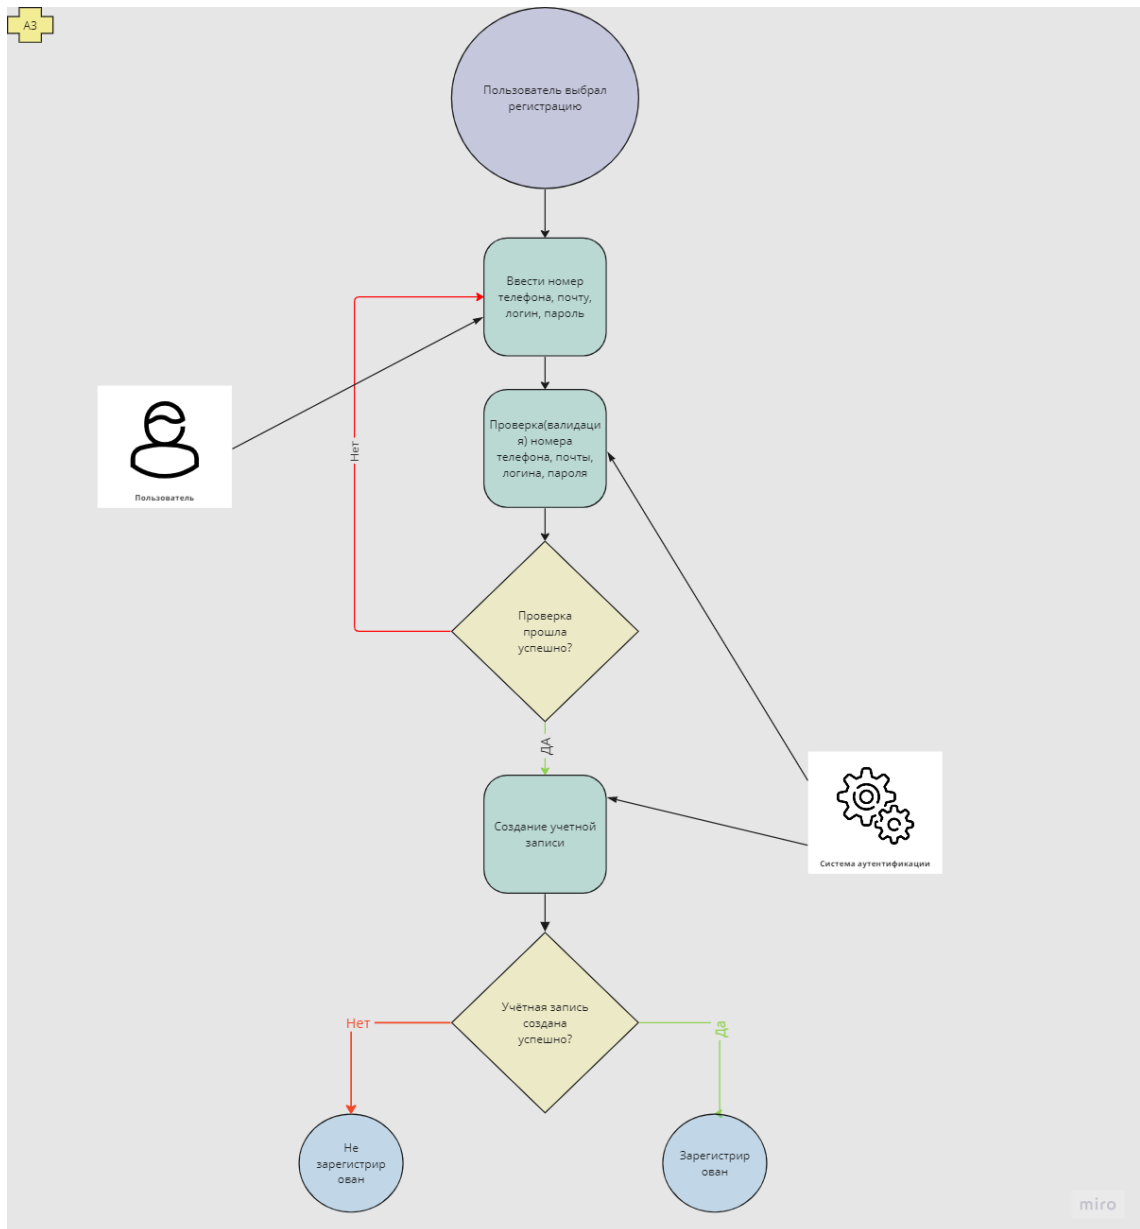 А3
Пользователь выбрал
регистрацию
Ввести номер
телефона, почту,
логин, пароль
Пользователь
Нет
Проверка(валидаци
я) номера
телефона, почты,
логина, пароля
Проверка
прошла
успешно?
ДА
Создание учетной
записи
Система аутентификации
Учётная запись
создана
успешно?
Нет
Да
Не
зарегистрир
ован
Зарегистрир
ован
miro